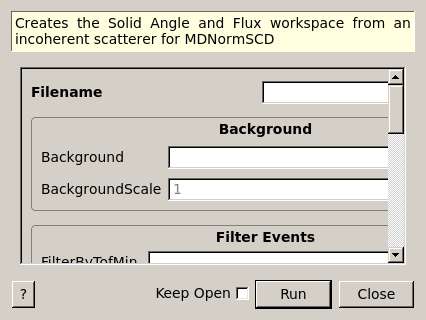 Creates the Solid Angle and Flux workspace from an
incoherent scatterer for MDNormSCD
Filename
Background
Background
BackgroundScale 1
Filter Events
FilterByTofMin
? Keep Open Run Close